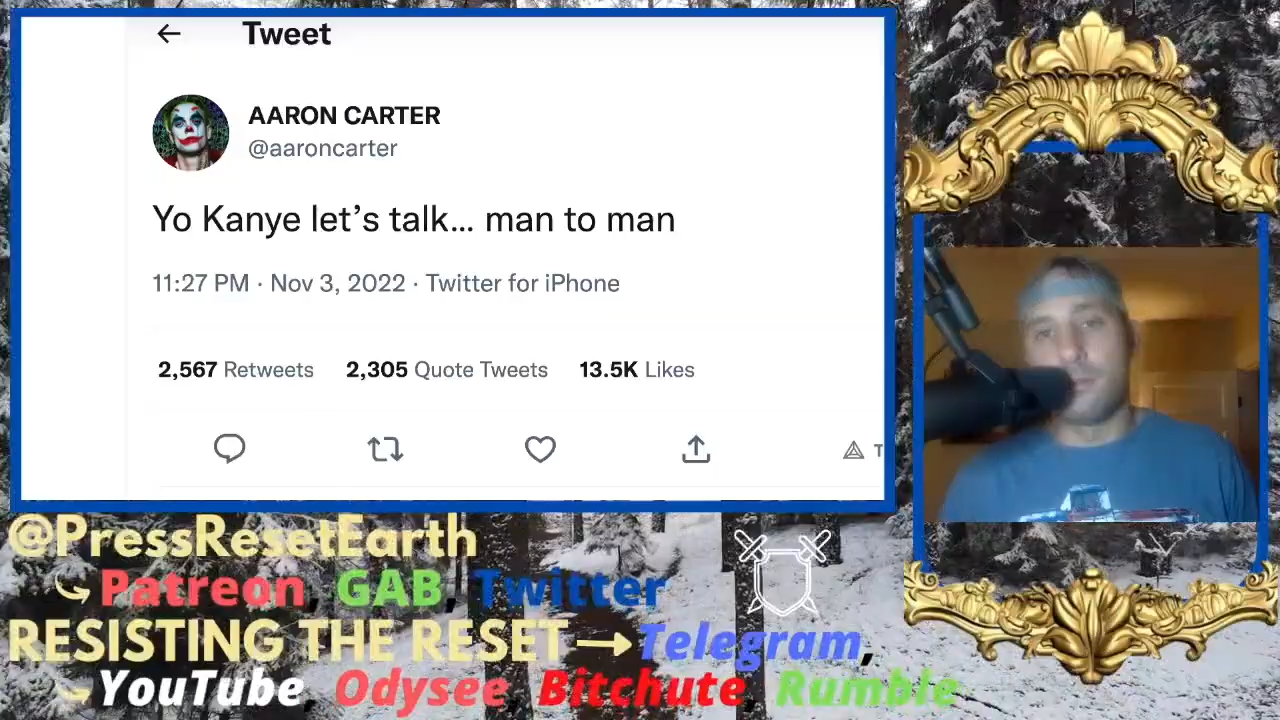 Tweet
AARON CARTER
@aaroncarter
Yo Kanye let’s talk... man to man
11:27 PM · Nov 3, 2022 · Twitter for iPhone
2,567 Retweets 2,305 Quote Tweets 13.5K Likes
T
@PressResetEarth
Patreon, GAB, Twitter
RESISTING THE RESET→Telegram,
YouTube, Odysee, Bitchute, Rumble